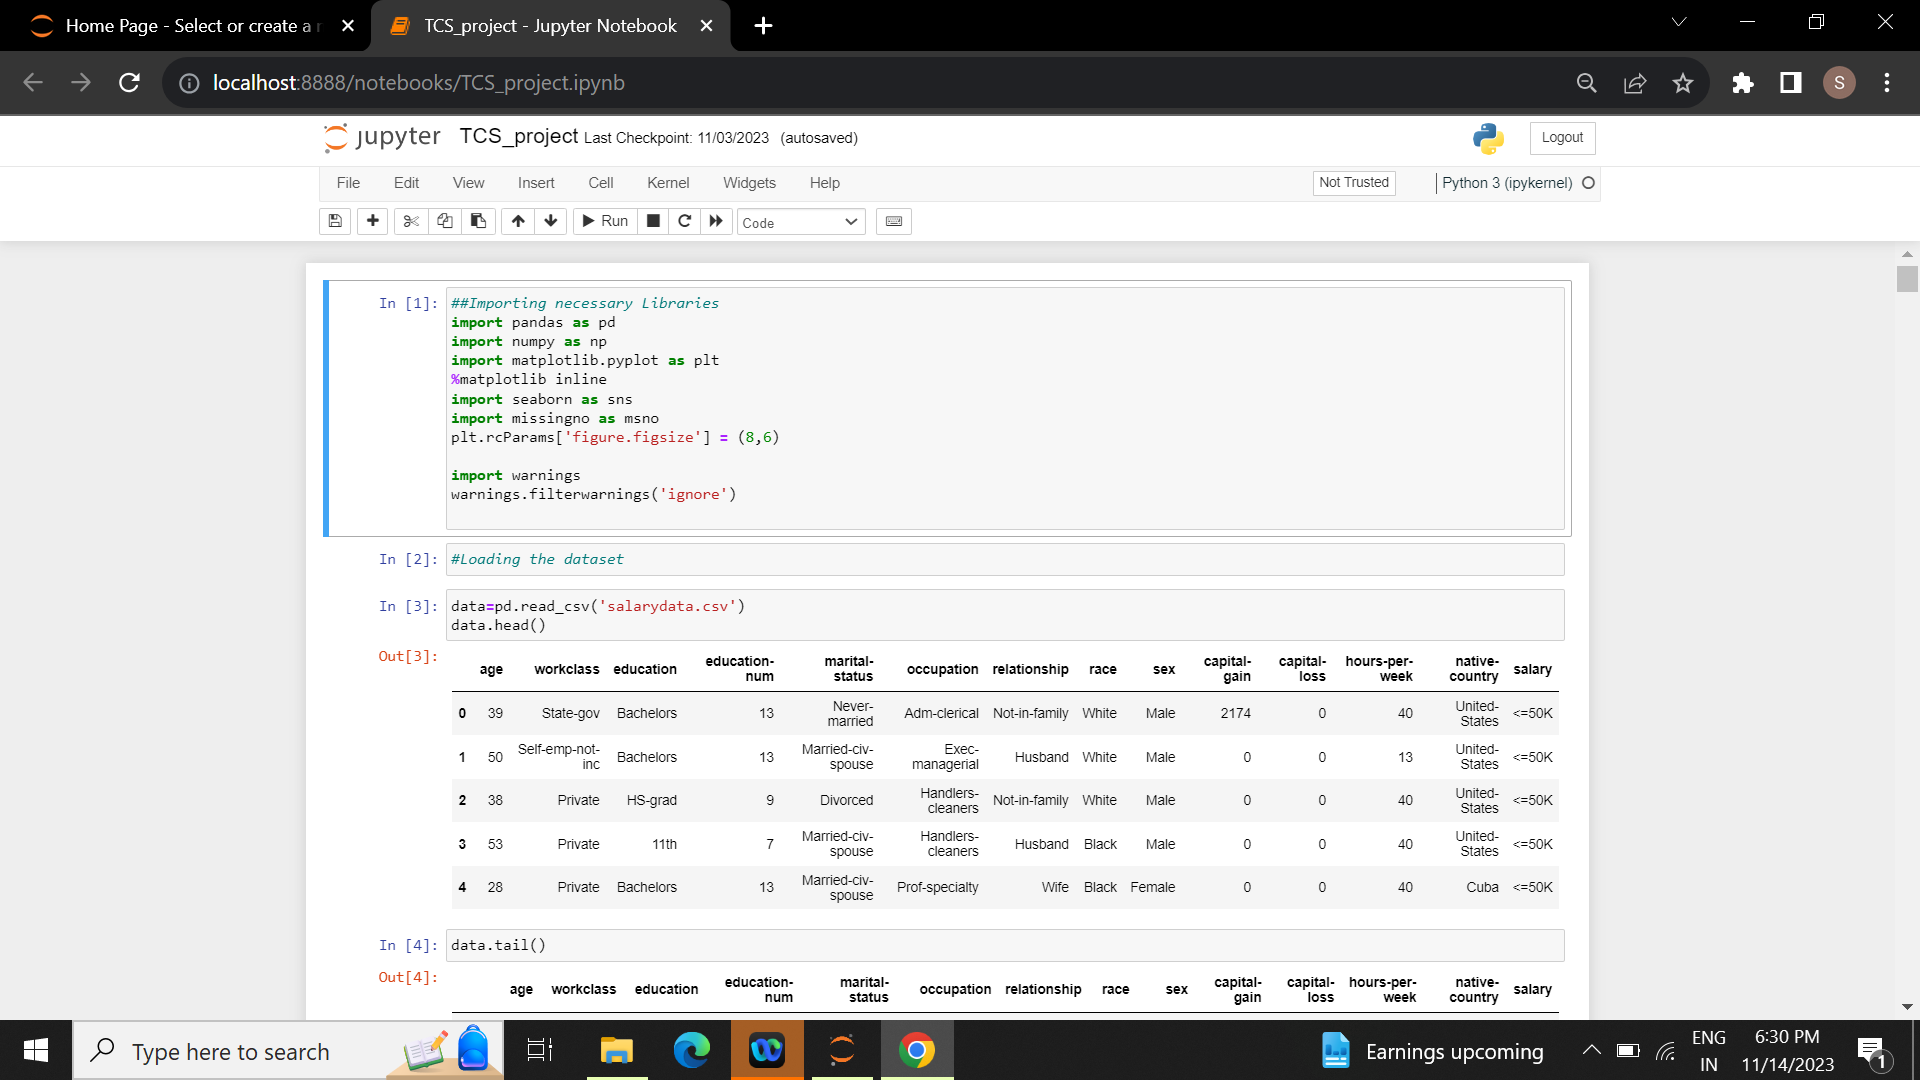 Home Page - Select or create a
TCS_project - Jupyter Notebook
localhost:8888/notebooks/TCS_project.ipynb
S
jupyter TCS_project Last Checkpoint: 11/03/2023 (autosaved)
Logout
File Edit View Insert Cell Kernel Widgets Help
Not Trusted
Python 3 (ipykernel)
Run
Code
In [1]: ##Importing necessary Libraries
import pandas as pd
import numpy as np
import matplotlib.pyplot as plt
%matplotlib inline
import seaborn as sns
import missingno as msno
plt.rcParams['figure.figsize'] = (8,6)
import warnings
warnings.filterwarnings('ignore')
In [2]: #Loading the dataset
In [3]: data=pd.read_csv('salarydata.csv')
data.head()
Out[3]:
age workclass education education-num marital-status occupation relationship race sex capital-gain capital-loss hours-per-week native-country salary
0 39 State-gov Bachelors 13 Never-married Adm-clerical Not-in-family White Male 2174 0 40 United-States <=50K
1 50 Self-emp-not-inc Bachelors 13 Married-civ-spouse Exec-managerial Husband White Male 0 0 13 United-States <=50K
2 38 Private HS-grad 9 Divorced Handlers-cleaners Not-in-family White Male 0 0 40 United-States <=50K
3 53 Private 11th 7 Married-civ-spouse Handlers-cleaners Husband Black Male 0 0 40 United-States <=50K
4 28 Private Bachelors 13 Married-civ-spouse Prof-specialty Wife Black Female 0 0 40 Cuba <=50K
In [4]: data.tail()
Out[4]:
age workclass education education-num marital-status occupation relationship race sex capital-gain capital-loss hours-per-week native-country salary
Type here to search
Earnings upcoming
ENG
IN
6:30 PM
11/14/2023
1